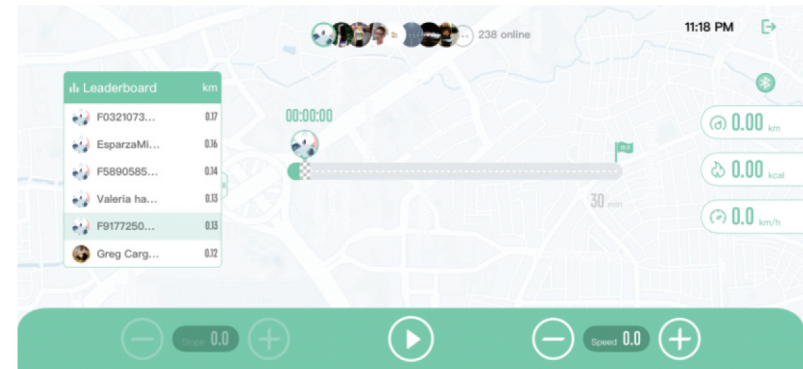 238 online
11:18 PM
Leaderboard km
F0321073... 0.17
EsparzaMi... 0.16
F5890585... 0.14
Valeria ha... 0.13
F9177250... 0.13
Greg Carg... 0.12
00:00:00
30 min
0.00 km
0.00 kcal
0.0 km/h
Slope 0.0
Speed 0.0